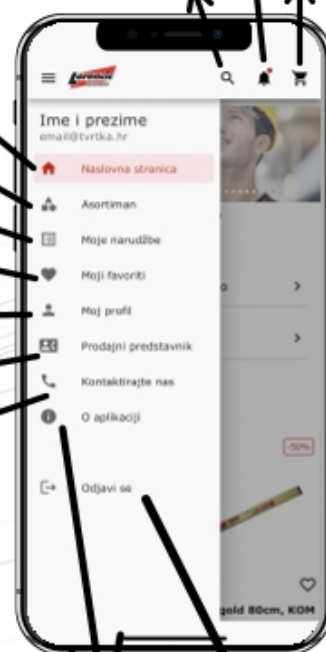 Ime i prezime
email@tvrtka.hr
Naslovna stranica
Asortiman
Moje narudžbe
Moji favoriti
Moj profil
Prodajni predstavnik
Kontaktirajte nas
O aplikaciji
Odjavi se
-50%
gold 80cm, KOM